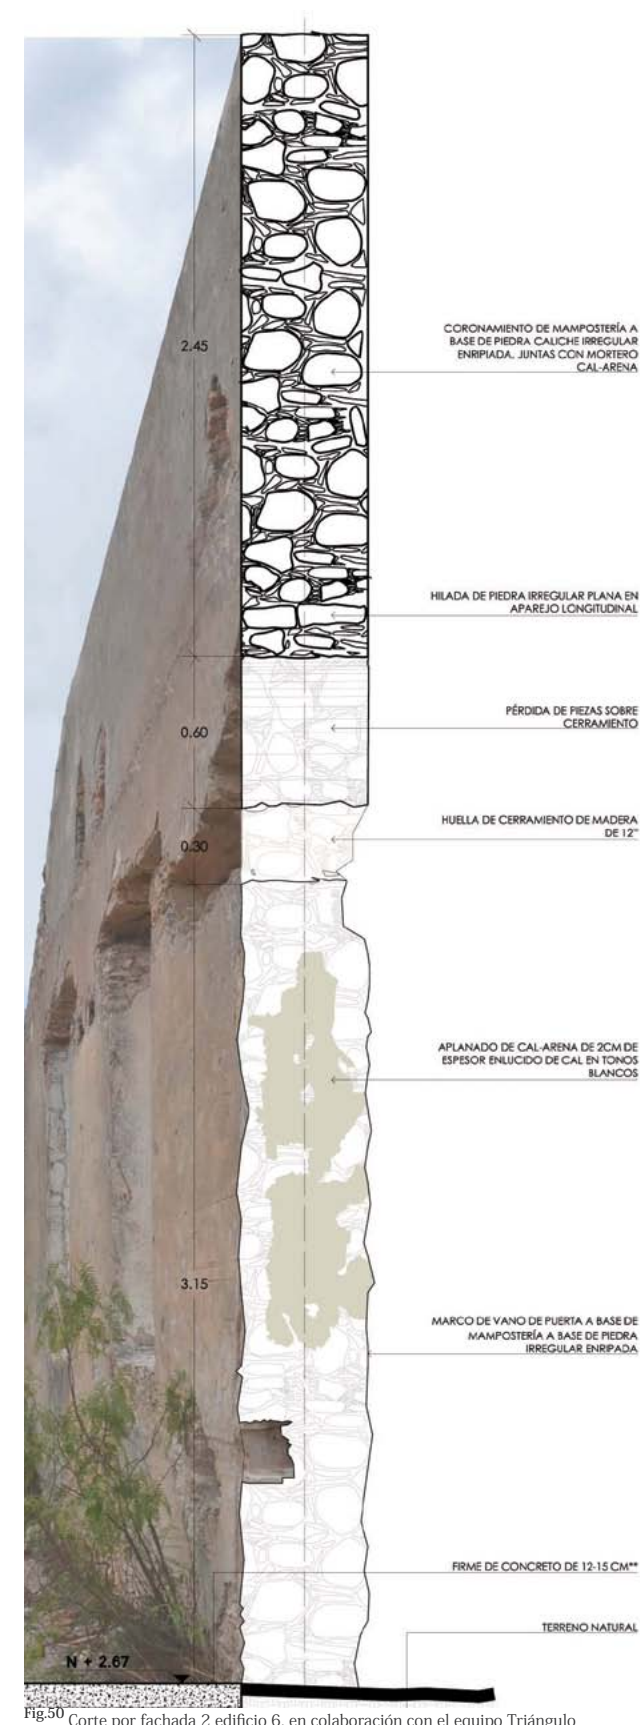 2.45
CORONAMIENTO DE MAMPOSTERÍA A
BASE DE PIEDRA CALICHE IRREGULAR
ENRIPIADA. JUNTAS CON MORTERO
CAL-ARENA
HILADA DE PIEDRA IRREGULAR PLANA EN
APAREJO LONGITUDINAL
0.60
PÉRDIDA DE PIEZAS SOBRE
CERRAMIENTO
0.30
HUELLA DE CERRAMIENTO DE MADERA
DE 12"
APLANADO DE CAL-ARENA DE 2CM DE
ESPESOR ENLUCIDO DE CAL EN TONOS
BLANCOS
3.15
MARCO DE VANO DE PUERTA A BASE DE
MAMPOSTERÍA A BASE DE PIEDRA
IRREGULAR ENRIPADA
FIRME DE CONCRETO DE 12-15 CM**
TERRENO NATURAL
N + 2.67
Fig.50 Corte por fachada 2 edificio 6, en colaboración con el equipo Triángulo